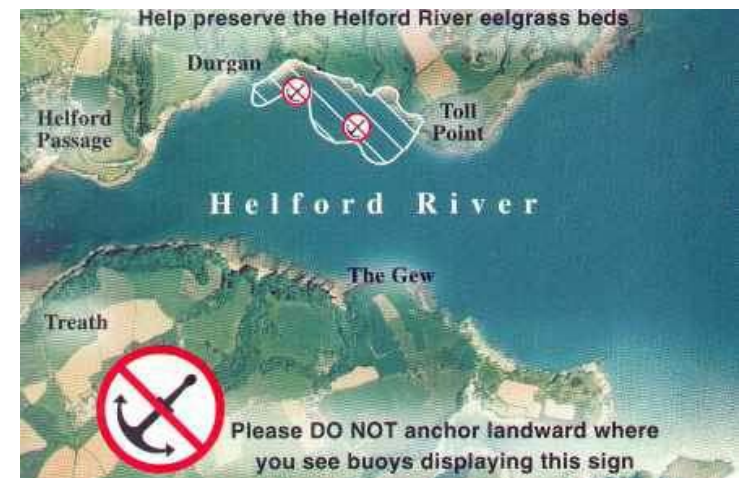 Help preserve the Helford River eelgrass beds
Durgan
Helford
Passage
Toll
Point
Helford River
The Gew
Treath
Please DO NOT anchor landward where
you see buoys displaying this sign